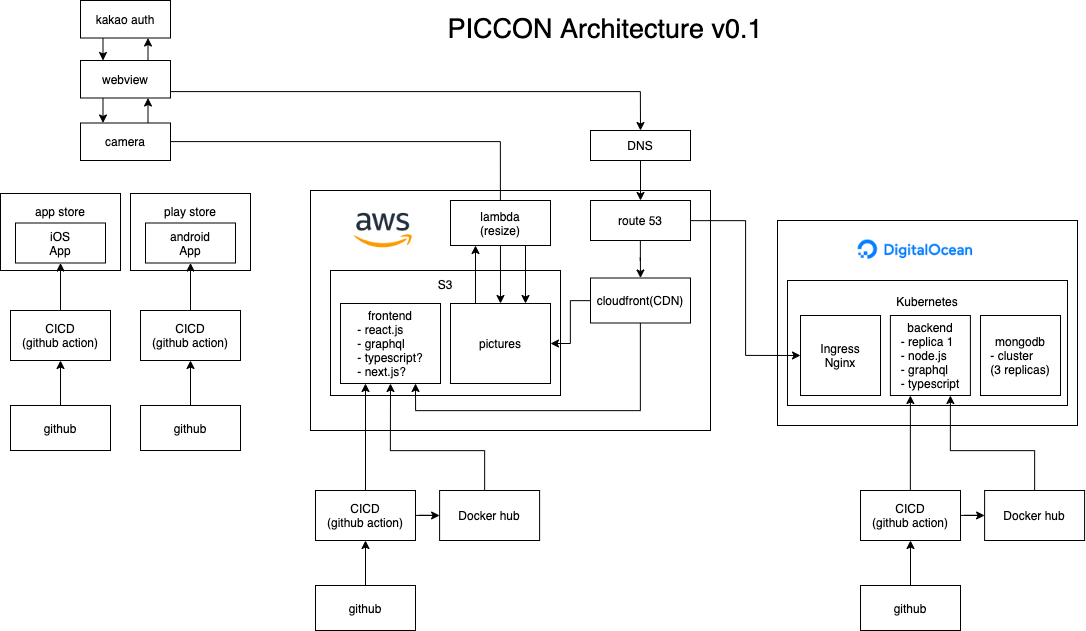 PICCON Architecture v0.1
kakao auth
webview
camera
DNS
app store
iOS
App
play store
android
App
CICD
(github action)
CICD
(github action)
github
github
aws
lambda
(resize)
route 53
cloudfront(CDN)
S3
frontend
- react.js
- graphql
- typescript?
- next.js?
pictures
DigitalOcean
Kubernetes
Ingress
Nginx
backend
- replica 1
- node.js
- graphql
- typescript
mongodb
- cluster
(3 replicas)
CICD
(github action)
Docker hub
github
CICD
(github action)
Docker hub
github